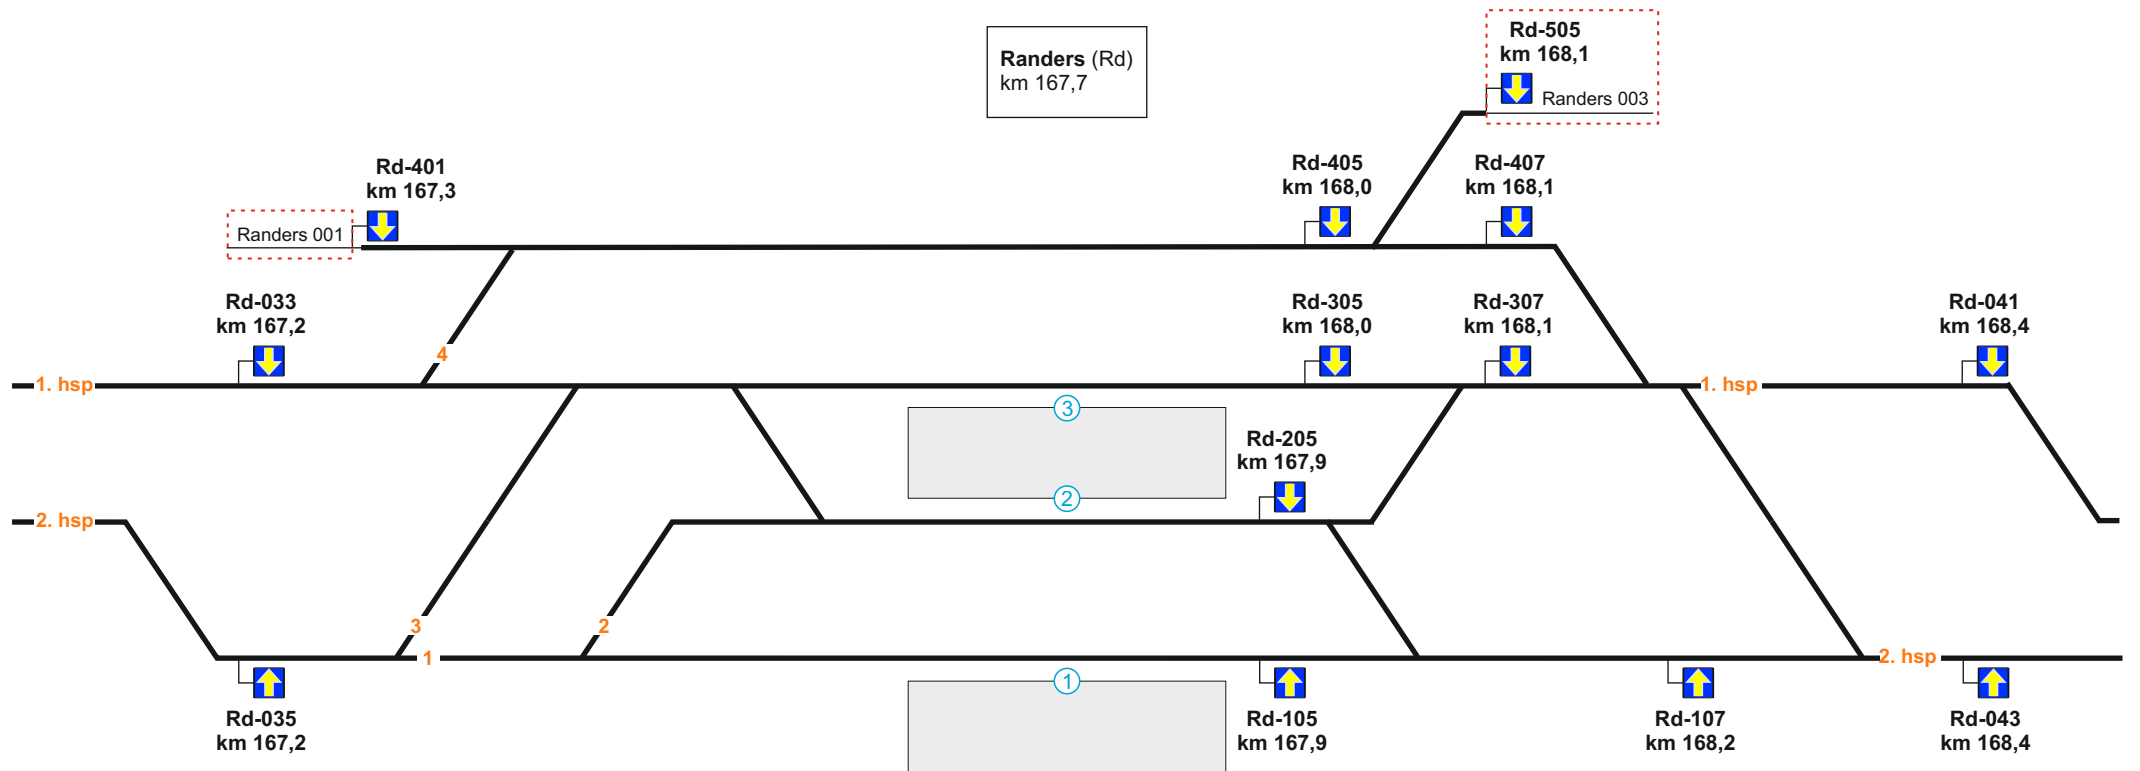 Rd-505
km 168,1
Randers 003
Randers (Rd)
km 167,7
Rd-401
km 167,3
Randers 001
Rd-405
km 168,0
Rd-407
km 168,1
Rd-033
km 167,2
Rd-305
km 168,0
Rd-307
km 168,1
Rd-041
km 168,4
4
1. hsp
1. hsp
3
Rd-205
km 167,9
2
2. hsp
3
2
1
2. hsp
1
Rd-035
km 167,2
Rd-105
km 167,9
Rd-107
km 168,2
Rd-043
km 168,4